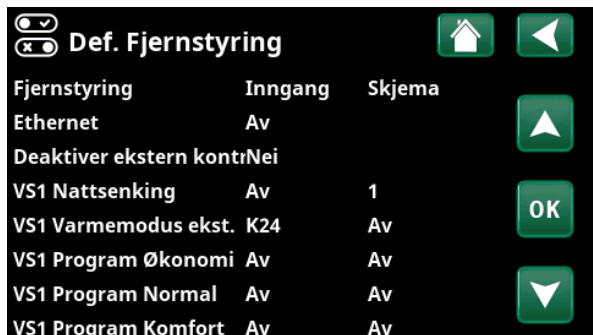 Def. Fjernstyring
Fjernstyring Inngang Skjema
Ethernet Av
Deaktiver ekstern kontr Nei
VS1 Nattsenking Av 1
OK
VS1 Varmemodus ekst. K24 Av
VS1 Program Økonomi Av Av
VS1 Program Normal Av Av
VS1 Program Komfort Av Av